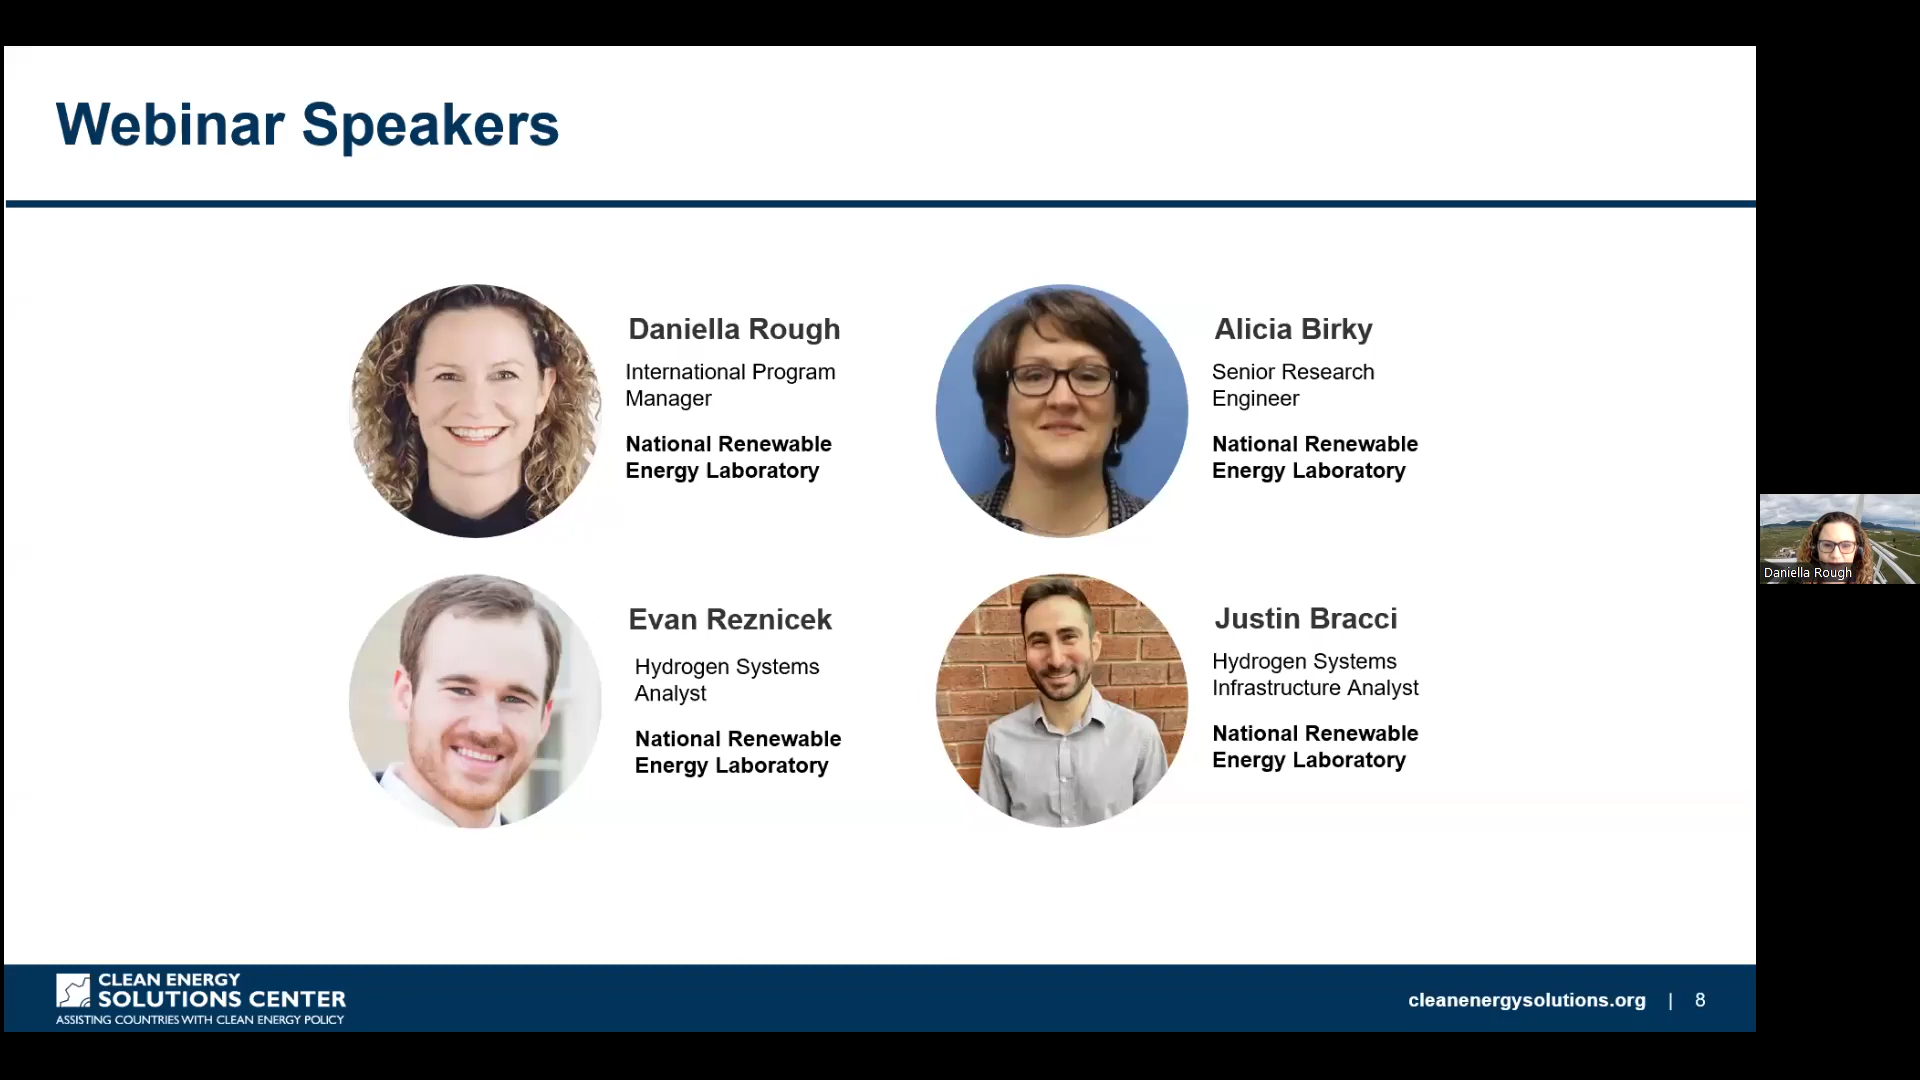 Webinar Speakers
Daniella Rough
International Program
Manager
National Renewable
Energy Laboratory
Alicia Birky
Senior Research
Engineer
National Renewable
Energy Laboratory
Evan Reznicek
Hydrogen Systems
Analyst
National Renewable
Energy Laboratory
Justin Bracci
Hydrogen Systems
Infrastructure Analyst
National Renewable
Energy Laboratory
Daniella Rough
CLEAN ENERGY
SOLUTIONS CENTER
ASSISTING COUNTRIES WITH CLEAN ENERGY POLICY
cleanenergysolutions.org | 8